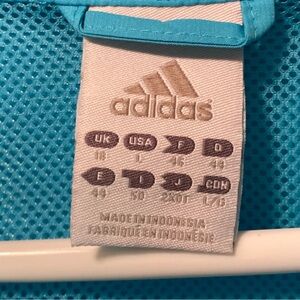 adidas
UK USA F D
18 L 46 44
E I J CDN
44 50 2XOT L/G
MADE IN INDONESIA
FABRIQUÉ EN INDONÉSIE